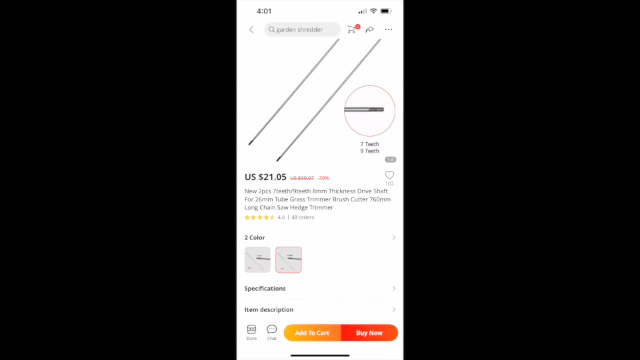 4:01
garden shredder
7 Teeth
9 Teeth
US $21.05
New 2pcs 7teeth/9teeth 8mm Thickness Drive Shaft
For 26mm Tube Grass Trimmer Brush Cutter 760mm
Long Chain Saw Hedge Trimmer
102
4.6 | 48 orders
2 Color
Specifications
Item description
Store
Chat
Add To Cart
Buy Now